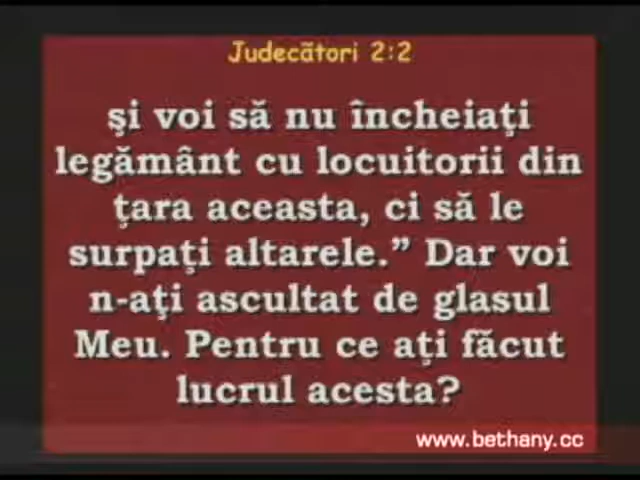 Judecători 2:2
şi voi să nu încheiaţi
legământ cu locuitorii din
ţara aceasta, ci să le
surpaţi altarele.” Dar voi
n-aţi ascultat de glasul
Meu. Pentru ce aţi făcut
lucrul acesta?
www.bethany.cc